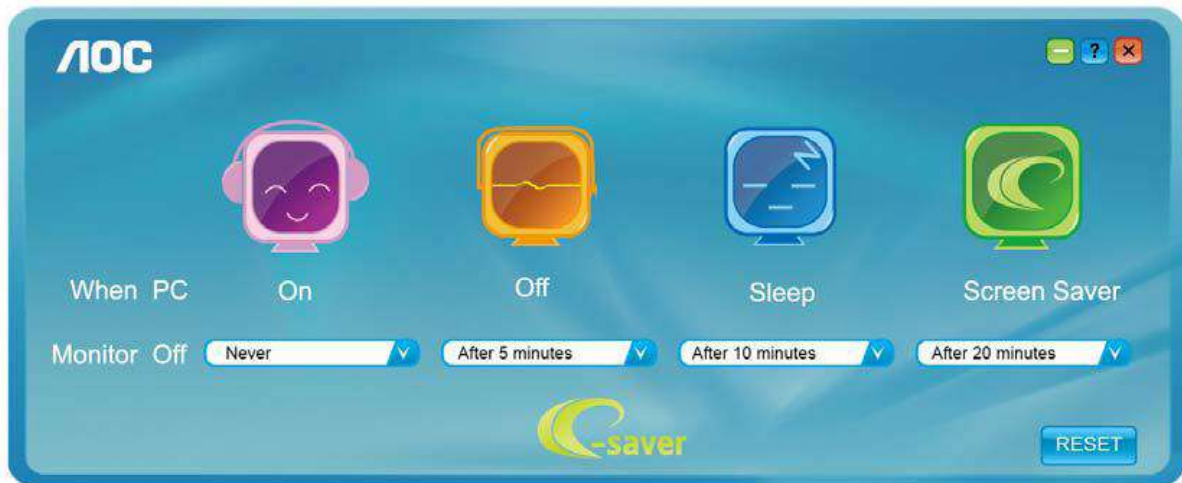 AOC
?
When PC On Off Sleep Screen Saver
Monitor Off Never After 5 minutes After 10 minutes After 20 minutes
e-saver
RESET